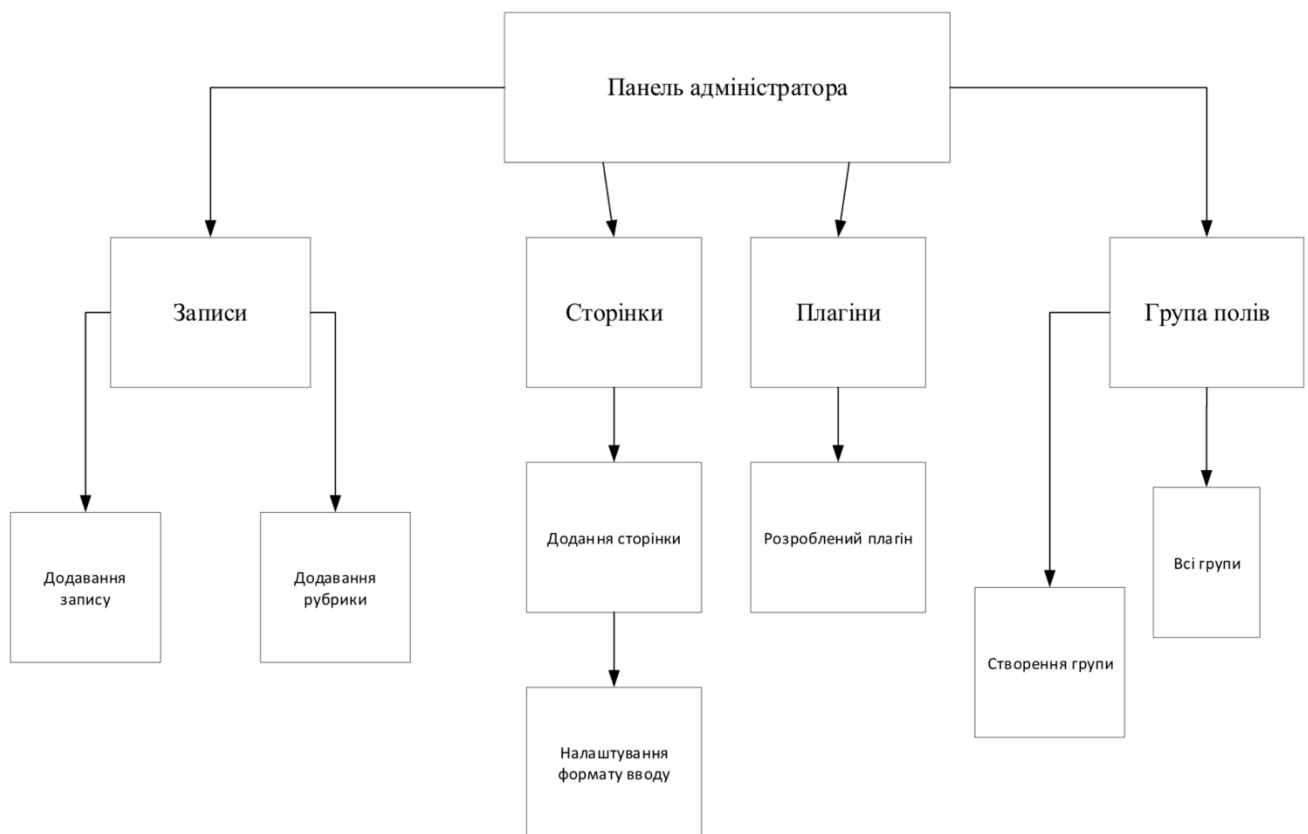 Панель адміністратора
Записи
Сторінки
Плагіни
Група полів
Додавання
запису
Додавання
рубрики
Додання сторінки
Розроблений плагін
Всі групи
Створення групи
Налаштування
формату вводу